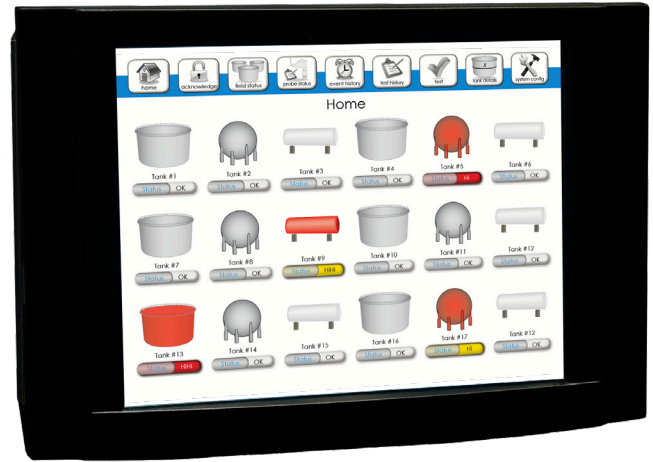 home acknowledge field status probe status event history test history test tank details system config
Home
Tank #1 Tank #2 Tank #3 Tank #4 Tank #5 Tank #6
Status OK Status OK Status OK Status OK Status Hi Status OK
Tank #7 Tank #8 Tank #9 Tank #10 Tank #11 Tank #12
Status OK Status OK Status HiHi Status OK Status OK Status OK
Tank #13 Tank #14 Tank #15 Tank #16 Tank #17 Tank #12
Status HiHi Status OK Status OK Status OK Status Hi Status OK